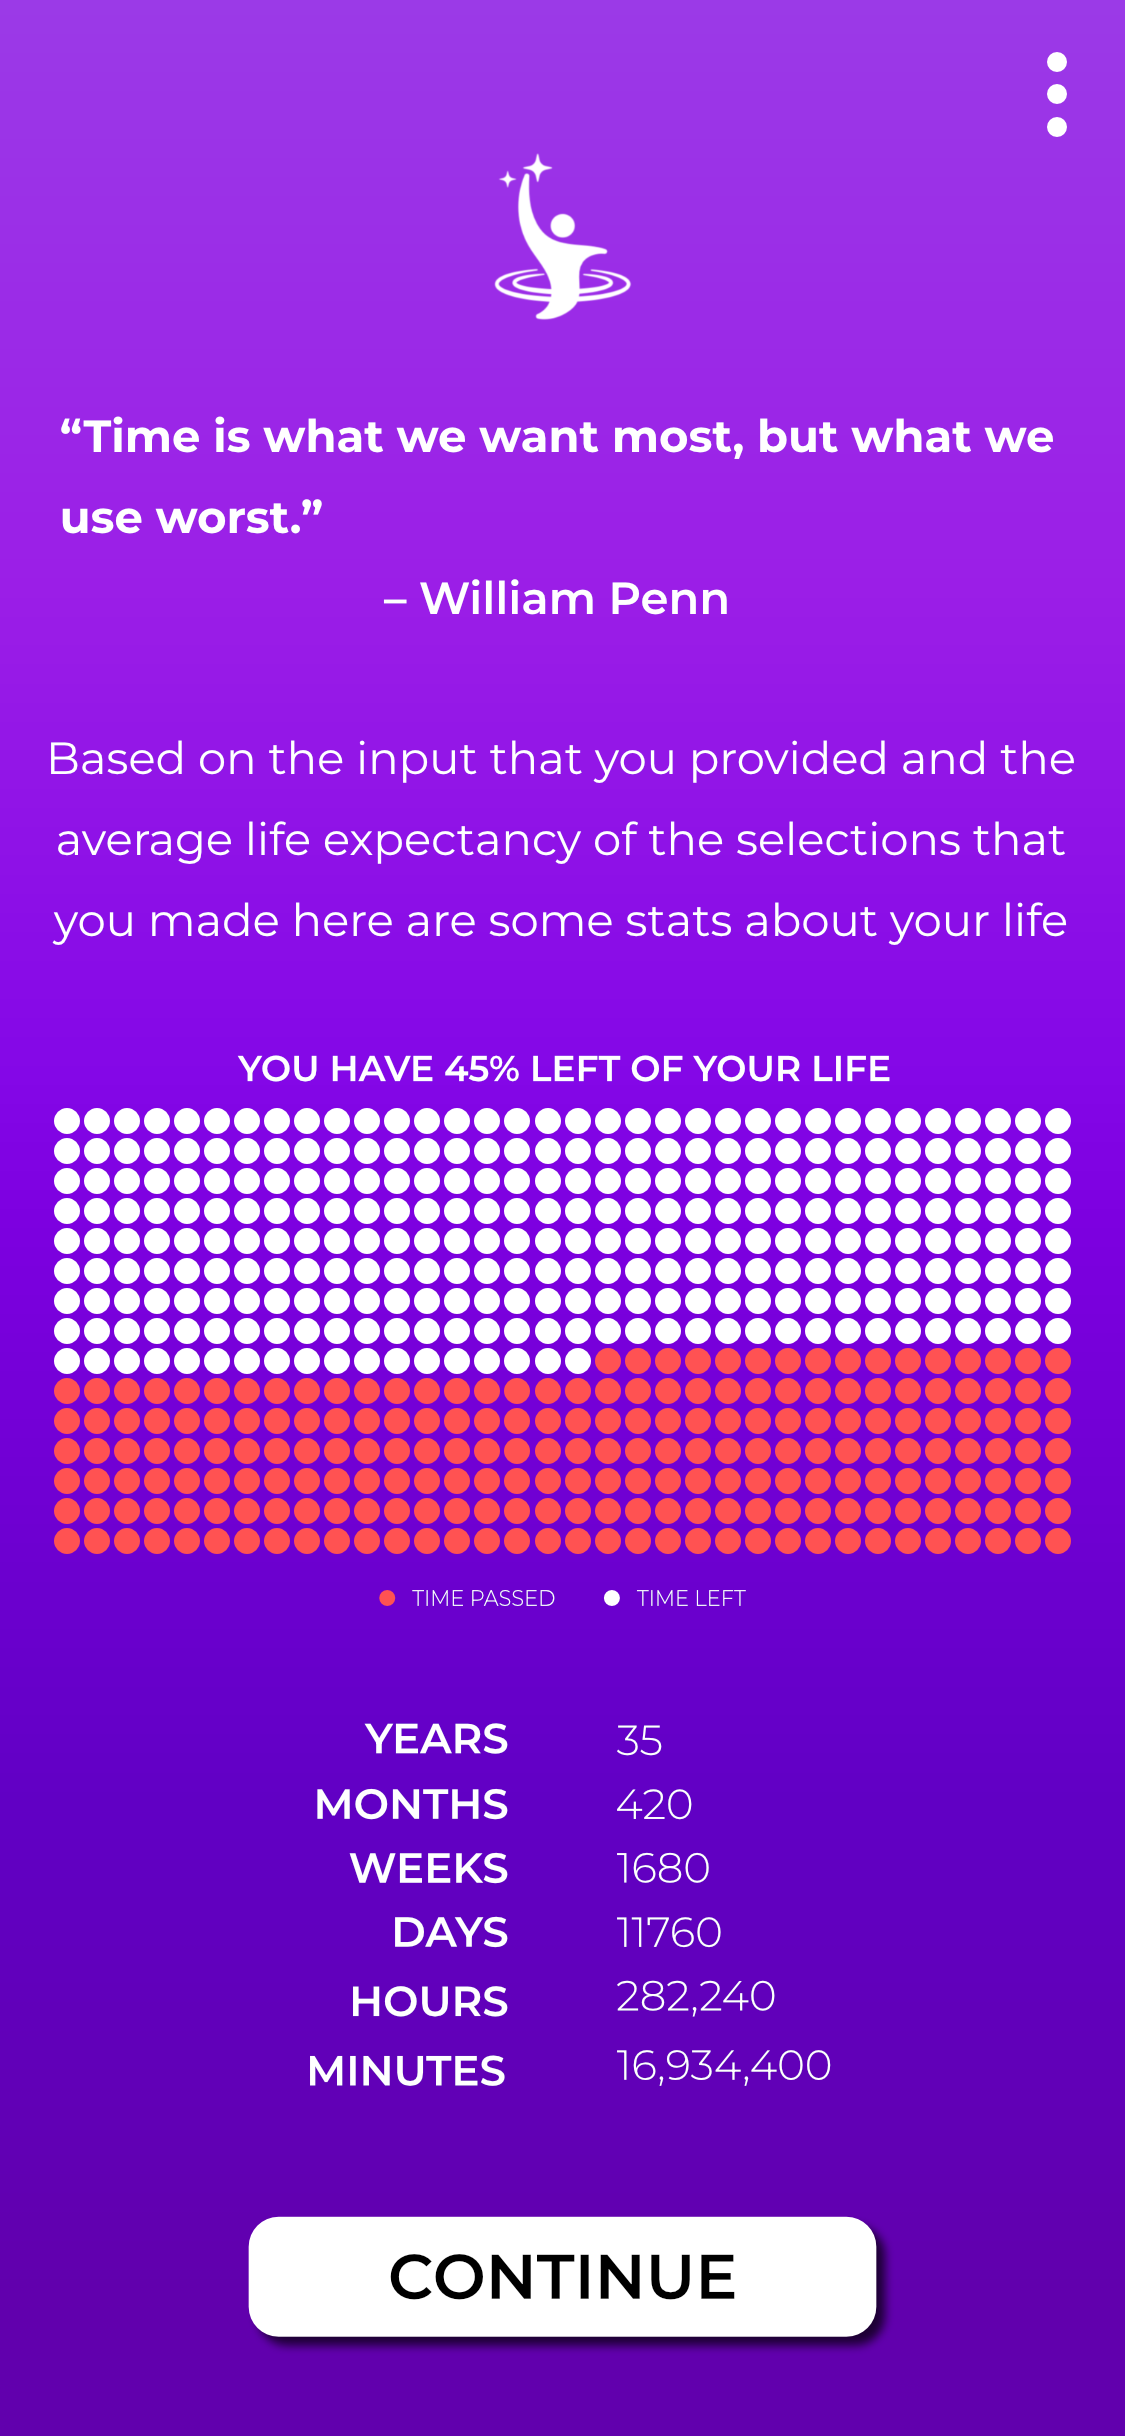 “Time is what we want most, but what we
use worst.”
– William Penn
Based on the input that you provided and the
average life expectancy of the selections that
you made here are some stats about your life
YOU HAVE 45% LEFT OF YOUR LIFE
TIME PASSED TIME LEFT
YEARS 35
MONTHS 420
WEEKS 1680
DAYS 11760
HOURS 282,240
MINUTES 16,934,400
CONTINUE